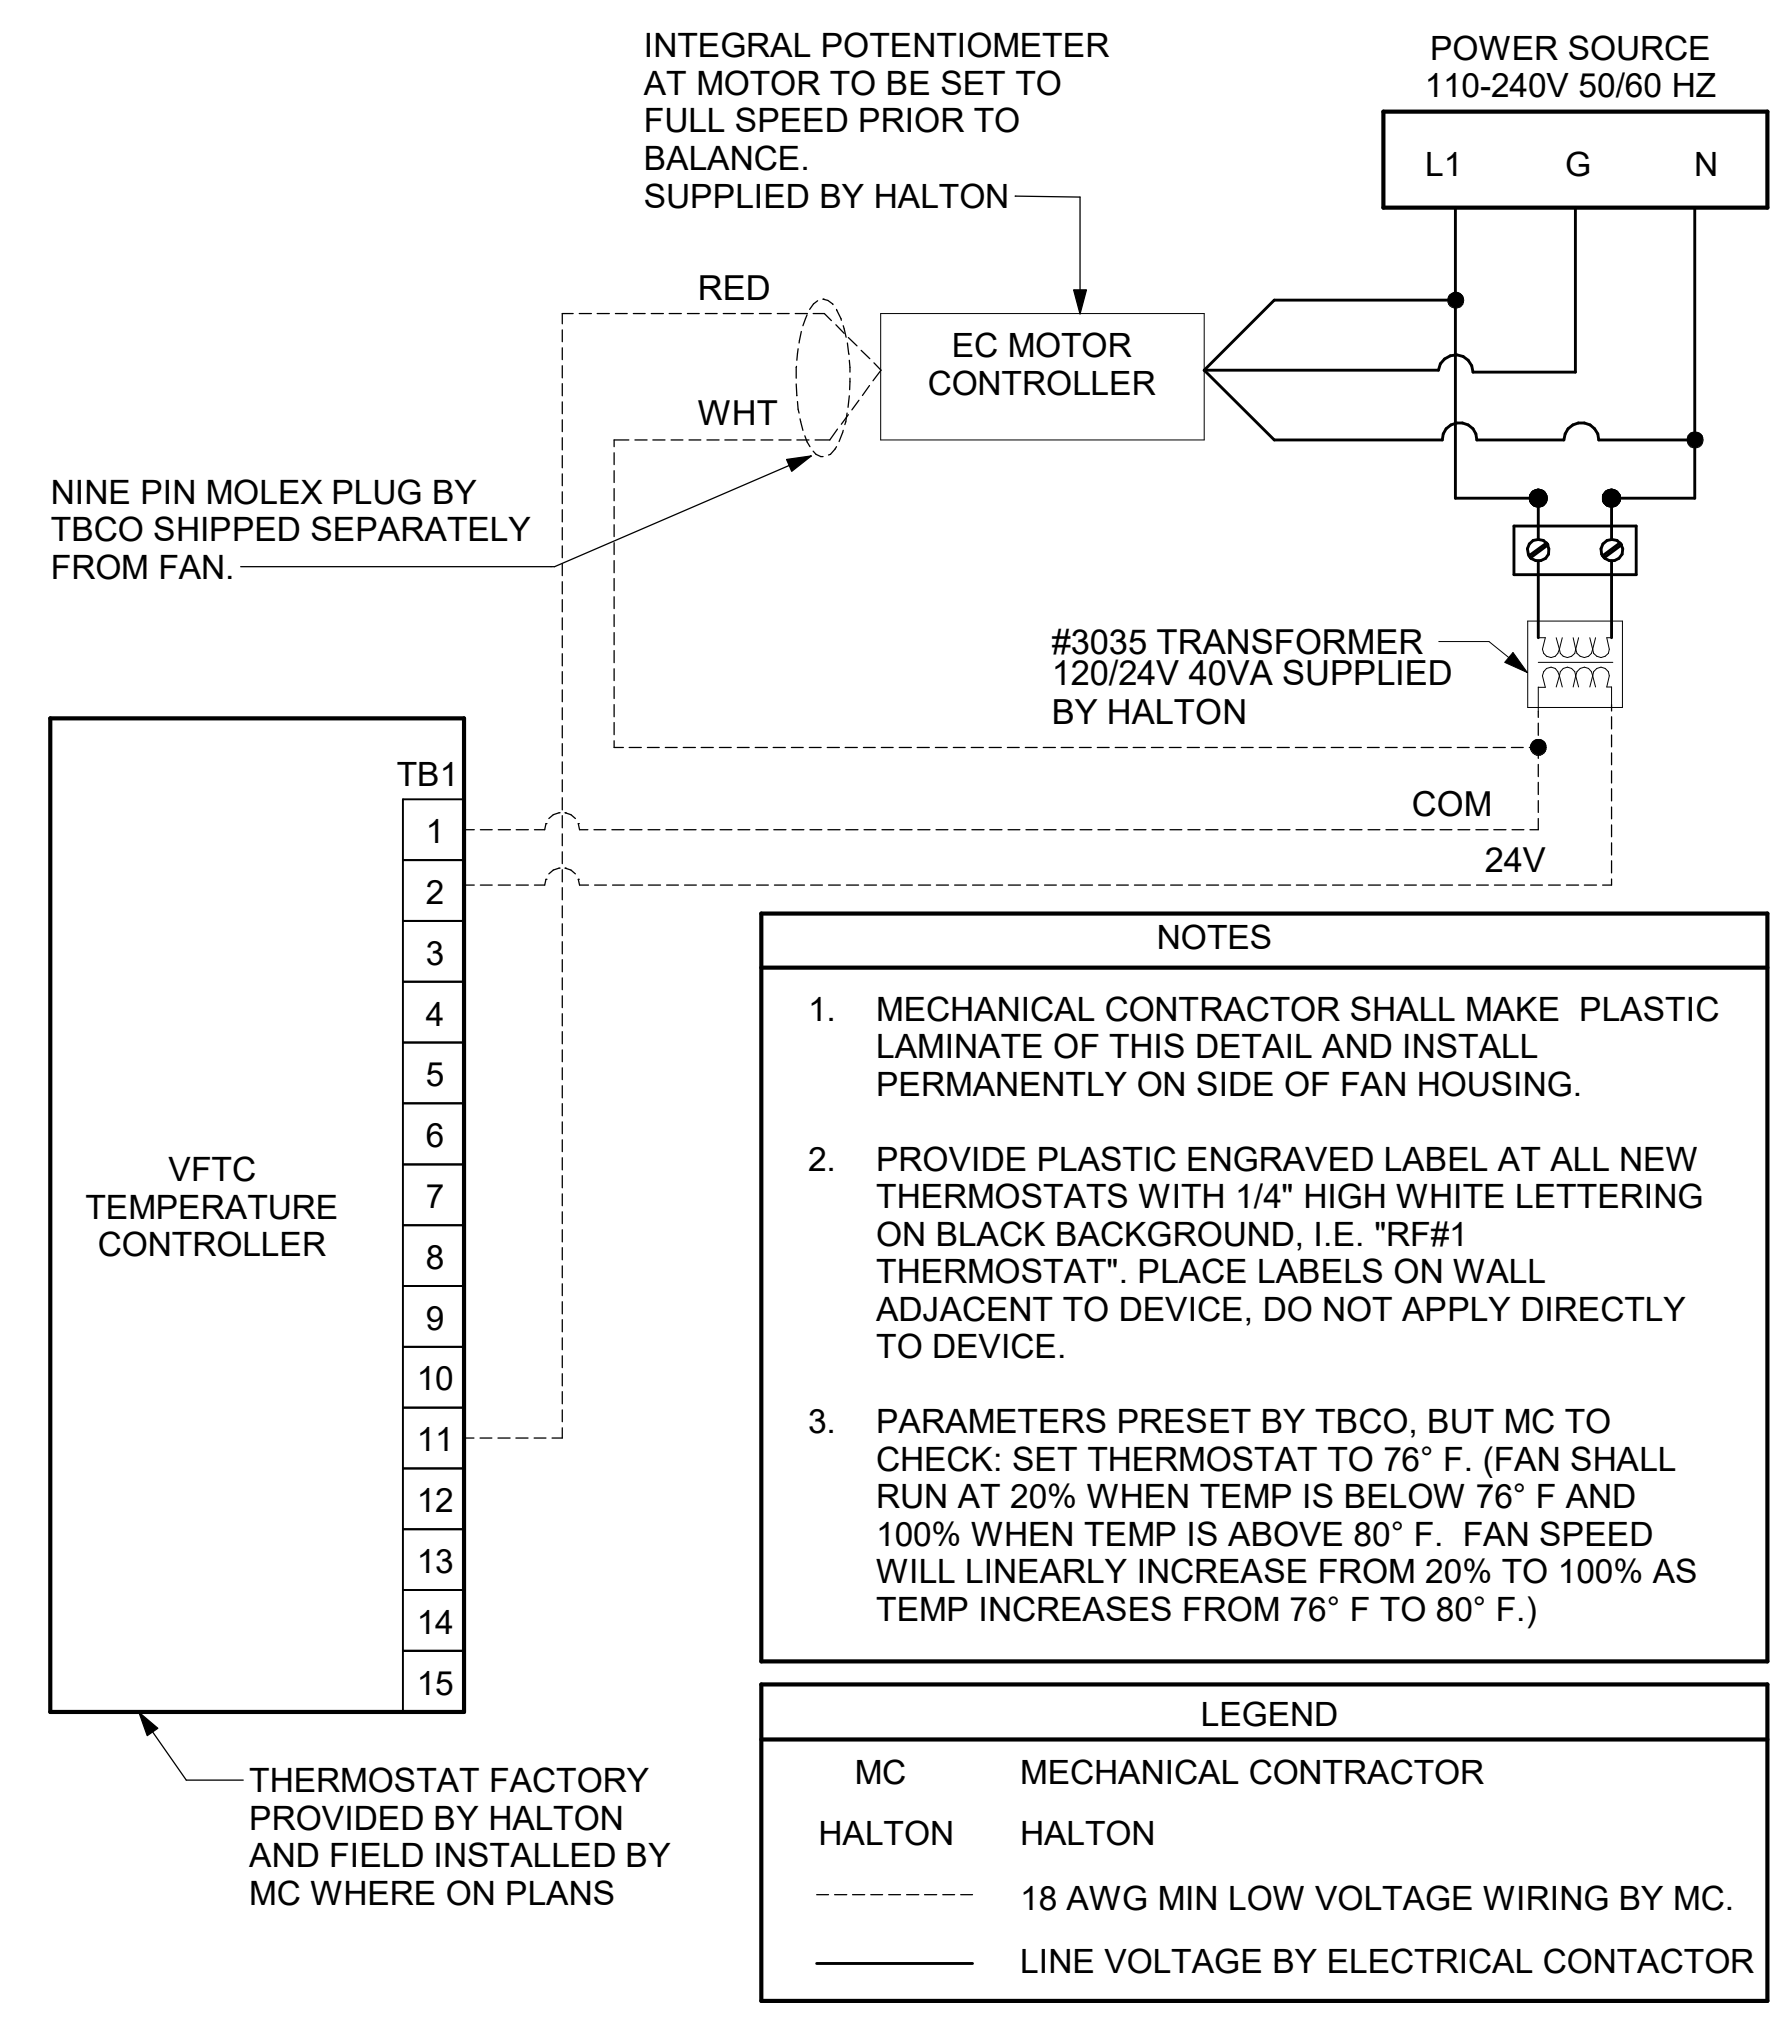 INTEGRAL POTENTIOMETER
AT MOTOR TO BE SET TO
FULL SPEED PRIOR TO
BALANCE.
SUPPLIED BY HALTON
POWER SOURCE
110-240V 50/60 HZ
L1 G N
RED
EC MOTOR
CONTROLLER
WHT
NINE PIN MOLEX PLUG BY
TBCO SHIPPED SEPARATELY
FROM FAN.
#3035 TRANSFORMER
120/24V 40VA SUPPLIED
BY HALTON
COM
24V
TB1
1
2
3
4
5
6
7
8
9
10
11
12
13
14
15
VFTC
TEMPERATURE
CONTROLLER
THERMOSTAT FACTORY
PROVIDED BY HALTON
AND FIELD INSTALLED BY
MC WHERE ON PLANS
NOTES
1. MECHANICAL CONTRACTOR SHALL MAKE PLASTIC
LAMINATE OF THIS DETAIL AND INSTALL
PERMANENTLY ON SIDE OF FAN HOUSING.
2. PROVIDE PLASTIC ENGRAVED LABEL AT ALL NEW
THERMOSTATS WITH 1/4" HIGH WHITE LETTERING
ON BLACK BACKGROUND, I.E. "RF#1
THERMOSTAT". PLACE LABELS ON WALL
ADJACENT TO DEVICE, DO NOT APPLY DIRECTLY
TO DEVICE.
3. PARAMETERS PRESET BY TBCO, BUT MC TO
CHECK: SET THERMOSTAT TO 76° F. (FAN SHALL
RUN AT 20% WHEN TEMP IS BELOW 76° F AND
100% WHEN TEMP IS ABOVE 80° F. FAN SPEED
WILL LINEARLY INCREASE FROM 20% TO 100% AS
TEMP INCREASES FROM 76° F TO 80° F.)
LEGEND
MC MECHANICAL CONTRACTOR
HALTON HALTON
18 AWG MIN LOW VOLTAGE WIRING BY MC.
LINE VOLTAGE BY ELECTRICAL CONTACTOR